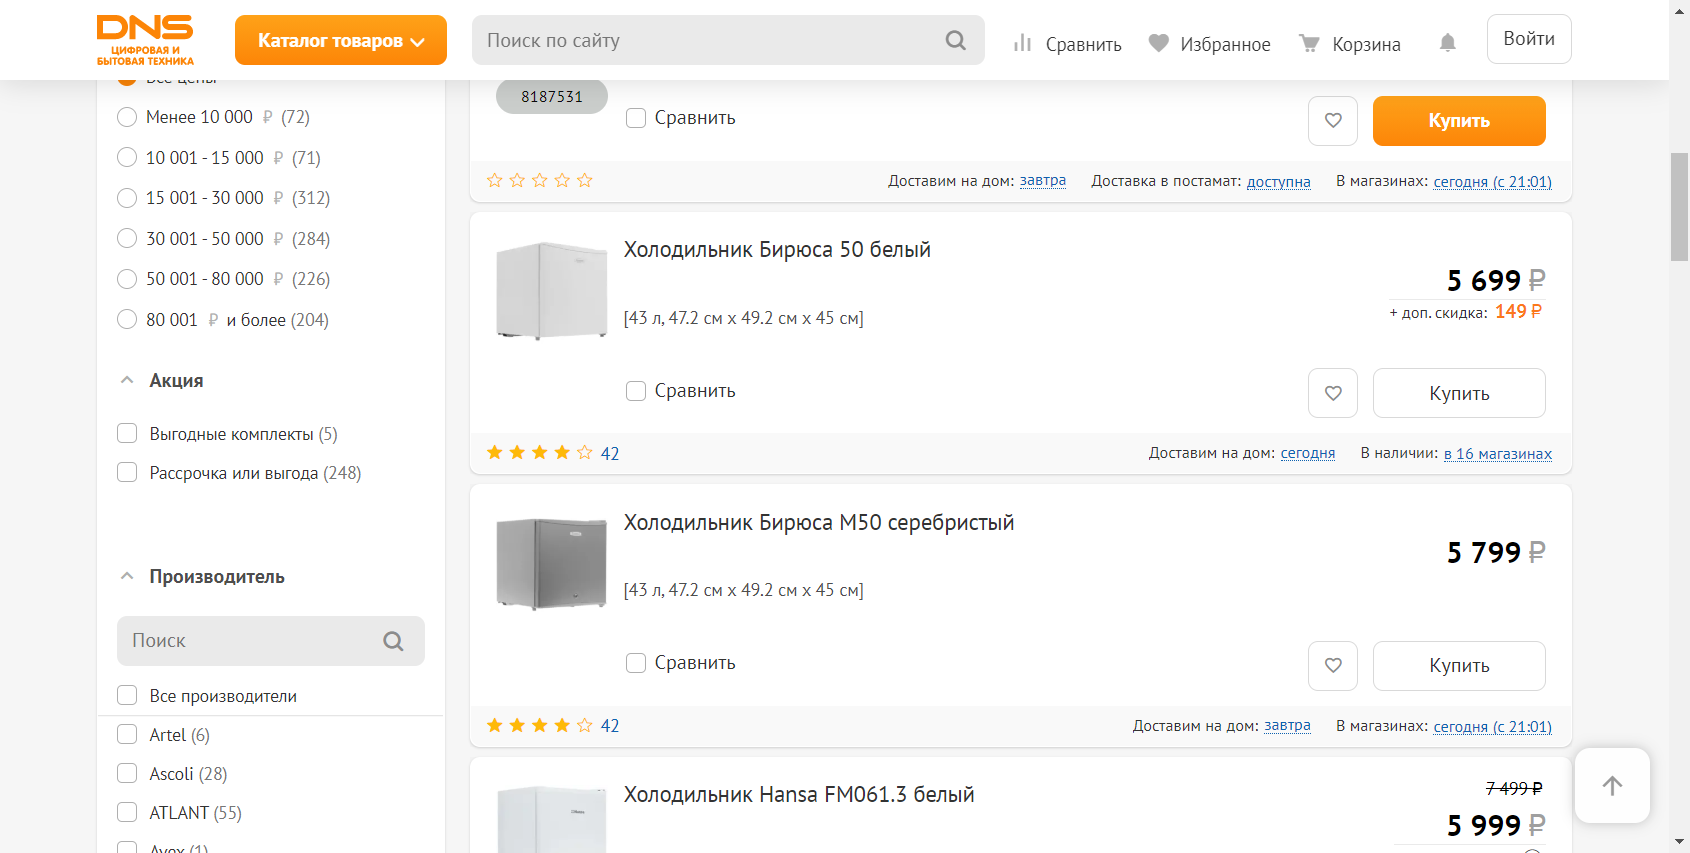 DNS
ЦИФРОВАЯ И
БЫТОВАЯ ТЕХНИКА
Каталог товаров
Поиск по сайту
Сравнить
Избранное
Корзина
Войти
Все цены
Менее 10 000 ₽ (72)
10 001 - 15 000 ₽ (71)
15 001 - 30 000 ₽ (312)
30 001 - 50 000 ₽ (284)
50 001 - 80 000 ₽ (226)
80 001 ₽ и более (204)
Акция
Выгодные комплекты (5)
Рассрочка или выгода (248)
Производитель
Поиск
Все производители
Artel (6)
Ascoli (28)
ATLANT (55)
Avex (1)
8187531
Сравнить
Купить
Доставим на дом: завтра
Доставка в постамат: доступна
В магазинах: сегодня (с 21:01)
Холодильник Бирюса 50 белый
5 699 ₽
+ доп. скидка: 149 ₽
[43 л, 47.2 см x 49.2 см x 45 см]
Сравнить
Купить
42
Доставим на дом: сегодня
В наличии: в 16 магазинах
Холодильник Бирюса М50 серебристый
5 799 ₽
[43 л, 47.2 см x 49.2 см x 45 см]
Сравнить
Купить
42
Доставим на дом: завтра
В магазинах: сегодня (с 21:01)
Холодильник Hansa FM061.3 белый
7 499 ₽
5 999 ₽